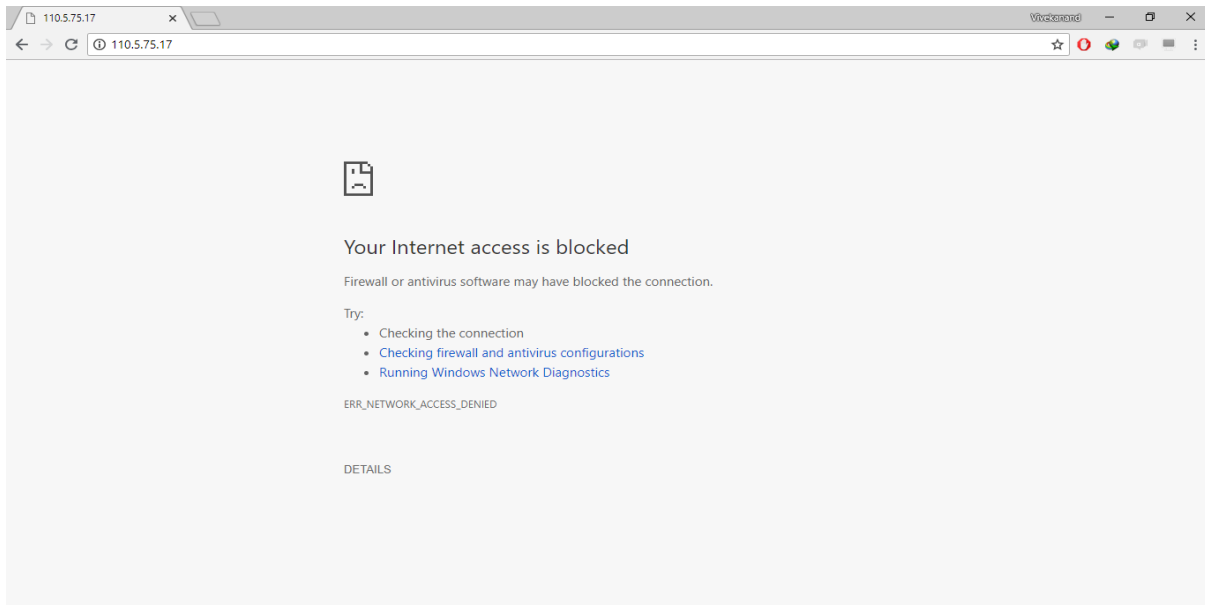 110.5.75.17
Vivekanand
110.5.75.17
Your Internet access is blocked
Firewall or antivirus software may have blocked the connection.
Try:
Checking the connection
Checking firewall and antivirus configurations
Running Windows Network Diagnostics
ERR_NETWORK_ACCESS_DENIED
DETAILS